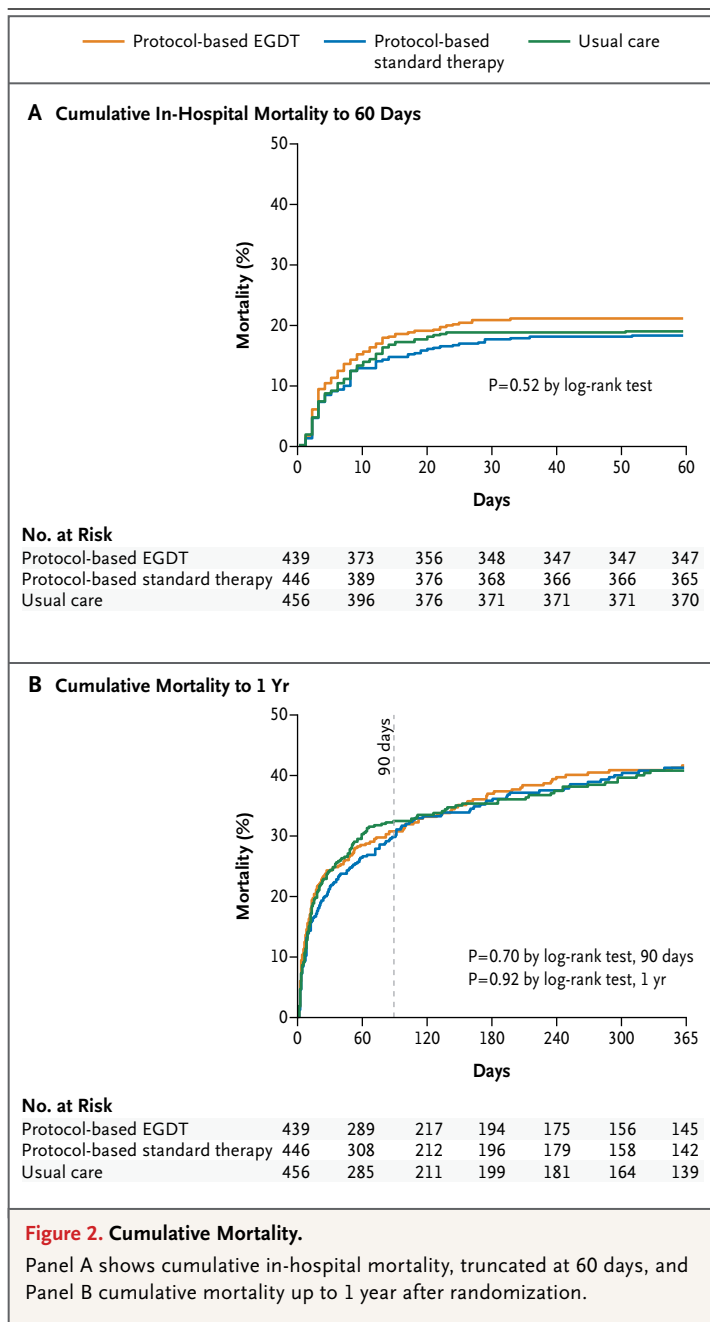 Protocol-based EGDT Protocol-based standard therapy Usual care
A Cumulative In-Hospital Mortality to 60 Days
Mortality (%)
50
40
30
20
10
0
P=0.52 by log-rank test
0 10 20 30 40 50 60
Days
No. at Risk
Protocol-based EGDT 439 373 356 348 347 347 347
Protocol-based standard therapy 446 389 376 368 366 366 365
Usual care 456 396 376 371 371 371 370
B Cumulative Mortality to 1 Yr
Mortality (%)
50
40
30
20
10
0
90 days
P=0.70 by log-rank test, 90 days
P=0.92 by log-rank test, 1 yr
0 60 120 180 240 300 365
Days
No. at Risk
Protocol-based EGDT 439 289 217 194 175 156 145
Protocol-based standard therapy 446 308 212 196 179 158 142
Usual care 456 285 211 199 181 164 139
Figure 2. Cumulative Mortality.
Panel A shows cumulative in-hospital mortality, truncated at 60 days, and
Panel B cumulative mortality up to 1 year after randomization.